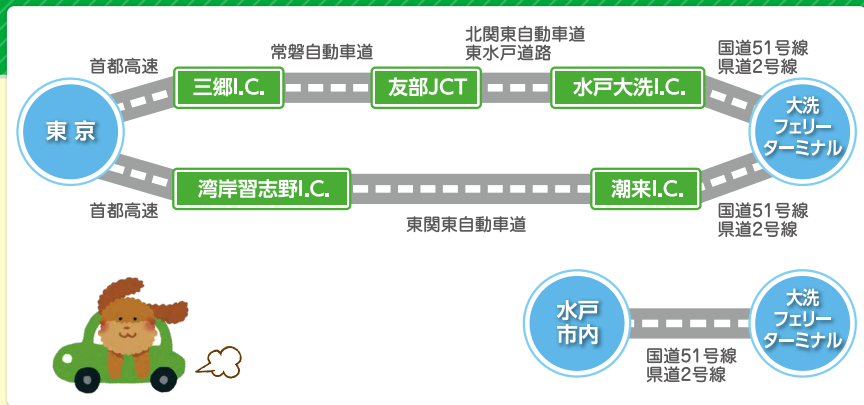 首都高速
常磐自動車道
北関東自動車道
東水戸道路
国道51号線
県道2号線
三郷I.C.
友部JCT
水戸大洗I.C.
東京
大洗
フェリー
ターミナル
湾岸習志野I.C.
潮来I.C.
首都高速
東関東自動車道
国道51号線
県道2号線
水戸
市内
大洗
フェリー
ターミナル
国道51号線
県道2号線